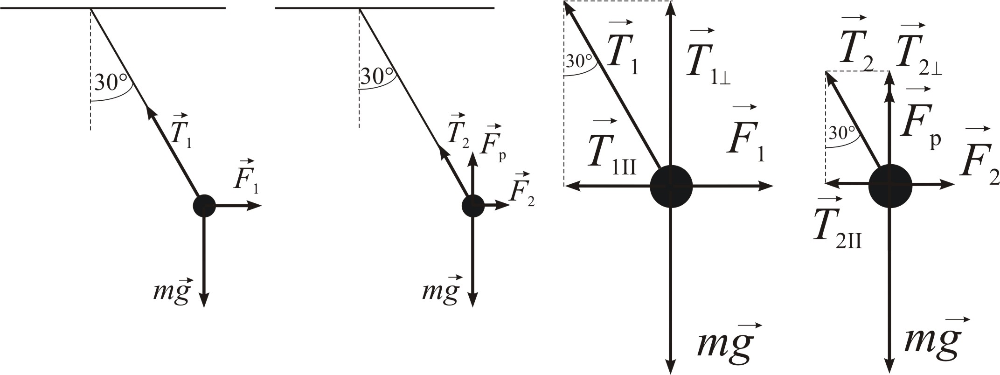 30°
T⃗₁
F⃗₁
mg⃗
30°
T⃗₂
F⃗ₚ
F⃗₂
mg⃗
30°
T⃗₁
T⃗₁⊥
T⃗₁II
F⃗₁
mg⃗
T⃗₂
T⃗₂⊥
30°
F⃗ₚ
F⃗₂
T⃗₂II
mg⃗